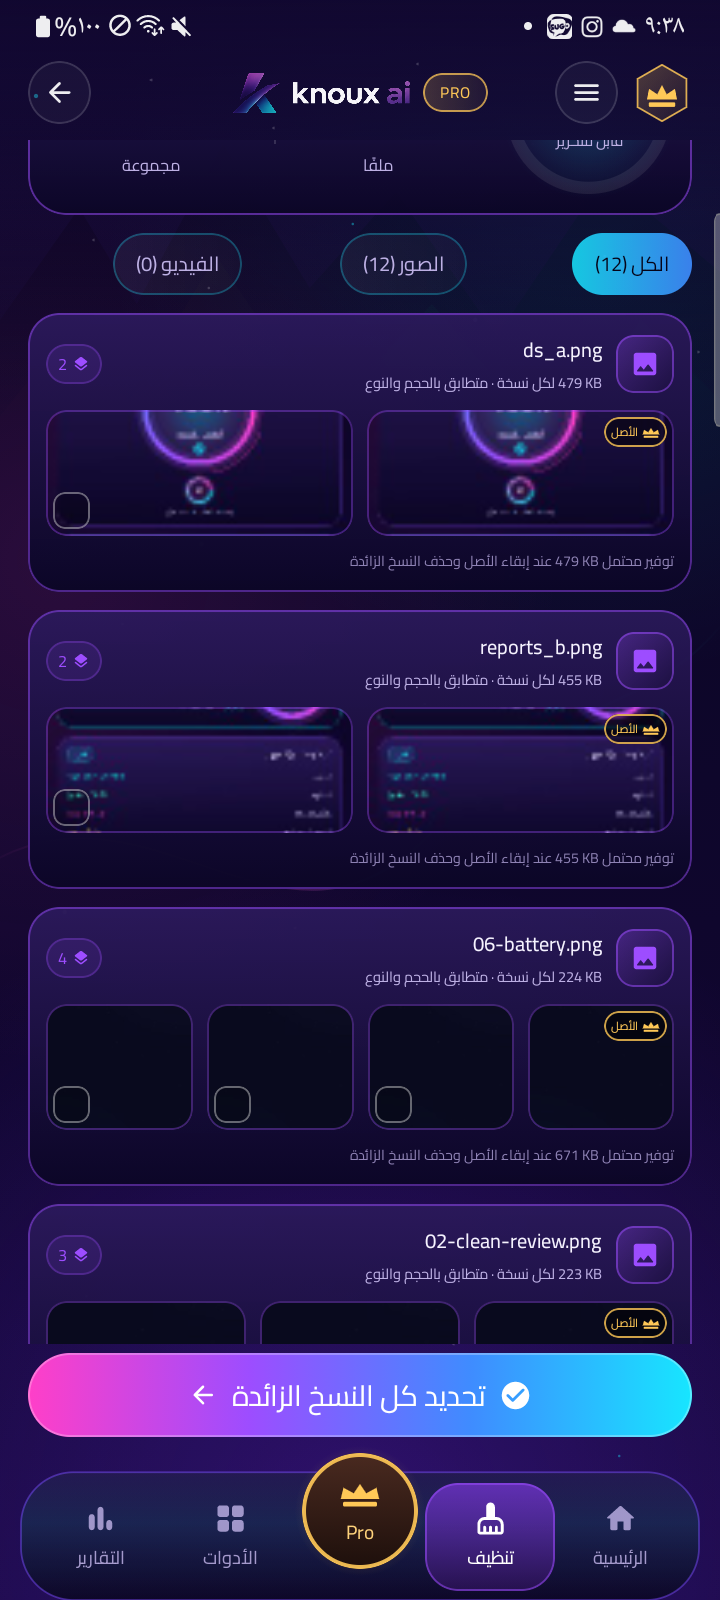 ٩:٣٨
%١٠٠
knoux ai
PRO
ملفًا
مجموعة
الكل (12)
الصور (12)
الفيديو (0)
ds_a.png
2
479 KB لكل نسخة · متطابق بالحجم والنوع
الأصل
توفير محتمل 479 KB عند إبقاء الأصل وحذف النسخ الزائدة
reports_b.png
2
455 KB لكل نسخة · متطابق بالحجم والنوع
الأصل
توفير محتمل 455 KB عند إبقاء الأصل وحذف النسخ الزائدة
06-battery.png
4
224 KB لكل نسخة · متطابق بالحجم والنوع
الأصل
توفير محتمل 671 KB عند إبقاء الأصل وحذف النسخ الزائدة
02-clean-review.png
3
223 KB لكل نسخة · متطابق بالحجم والنوع
الأصل
تحديد كل النسخ الزائدة
الرئيسية
تنظيف
Pro
الأدوات
التقارير